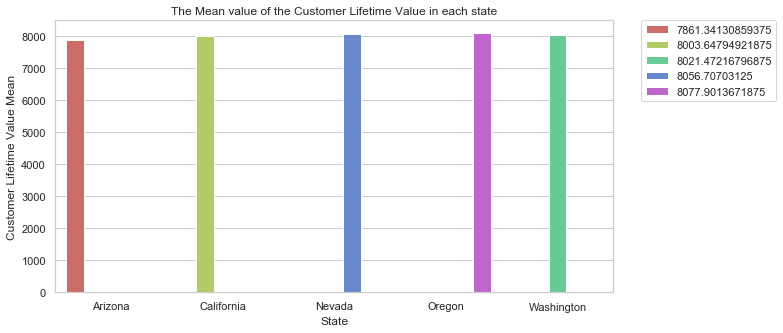 The Mean value of the Customer Lifetime Value in each state
7861.34130859375
8003.64794921875
8021.47216796875
8056.70703125
8077.9013671875
Customer Lifetime Value Mean
8000
7000
6000
5000
4000
3000
2000
1000
0
Arizona
California
Nevada
Oregon
Washington
State